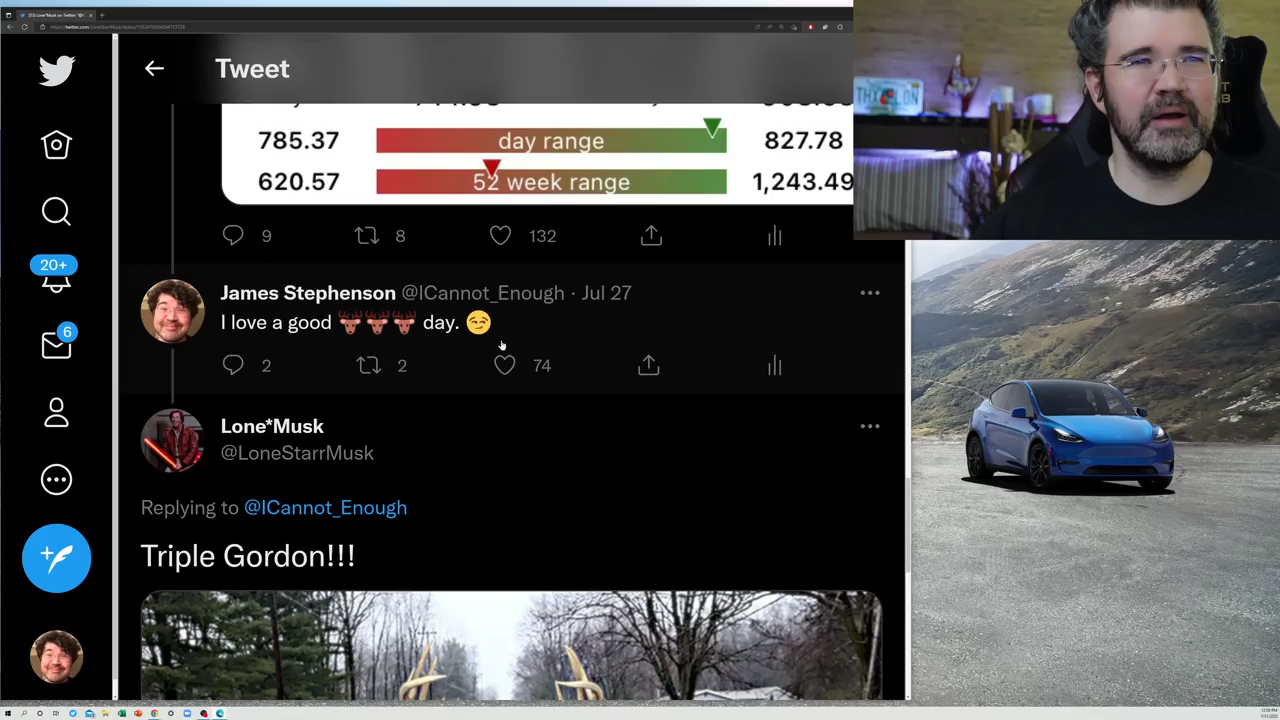 Tweet
785.37 day range 827.78
620.57 52 week range 1,243.49
9 8 132
20+
James Stephenson @ICannot_Enough · Jul 27
I love a good day.
2 2 74
6
Lone*Musk
@LoneStarrMusk
Replying to @ICannot_Enough
Triple Gordon!!!